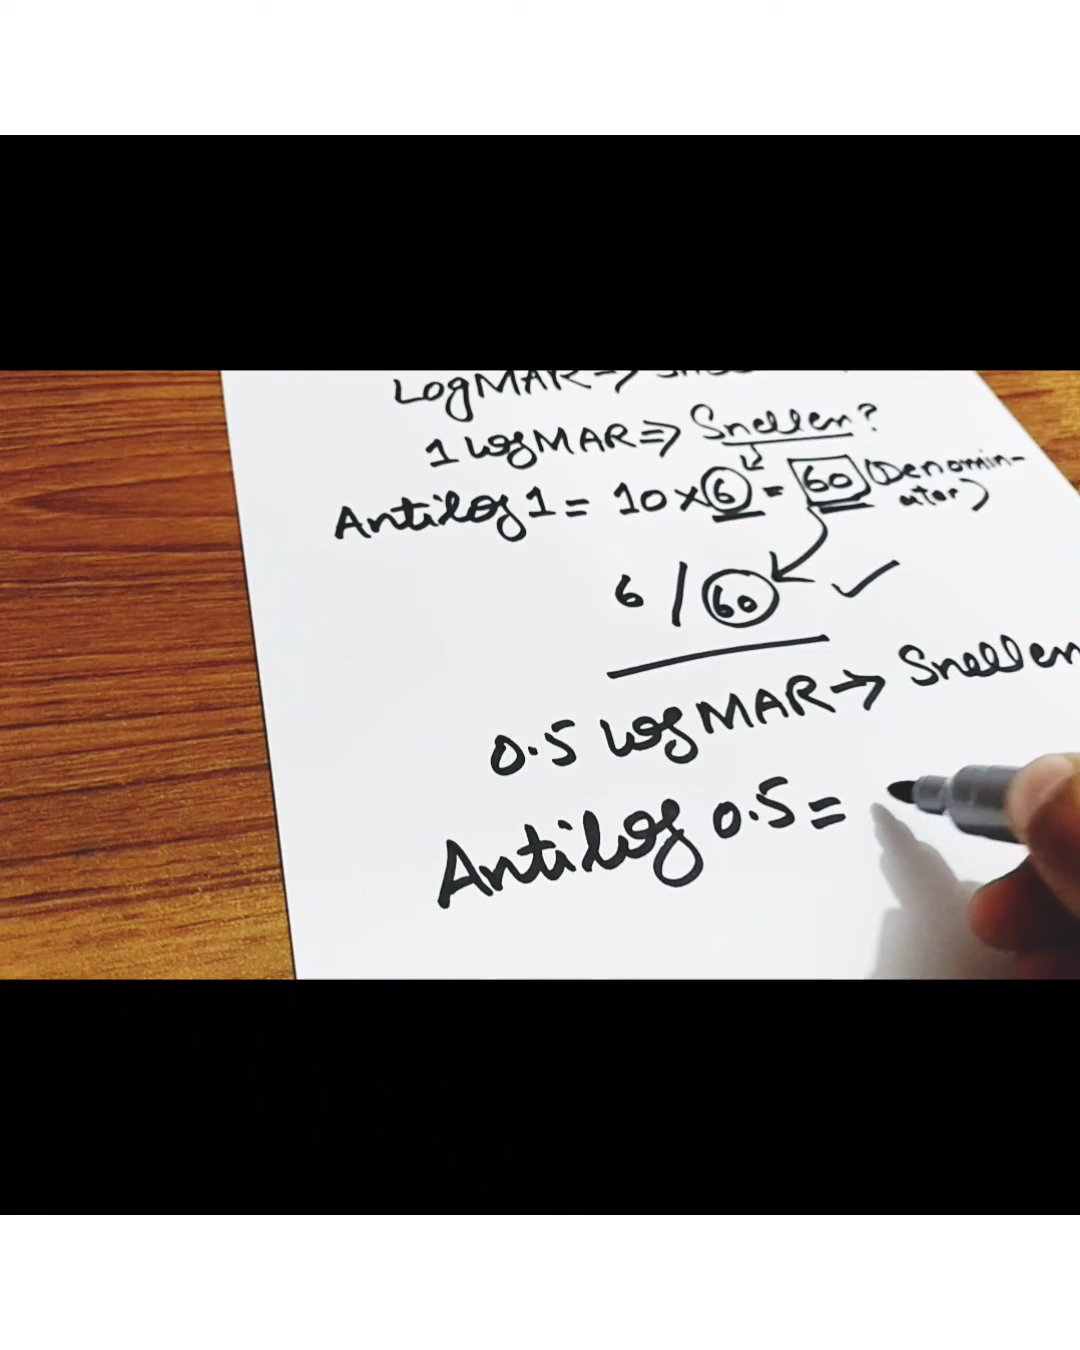 LogMAR →
1 LogMAR ⇒ Snellen?
Antilog 1 = 10 × 6 = 60 (Denomin-
ator)
6 / 60 ✓
0.5 LogMAR → Snellen
Antilog 0.5 =